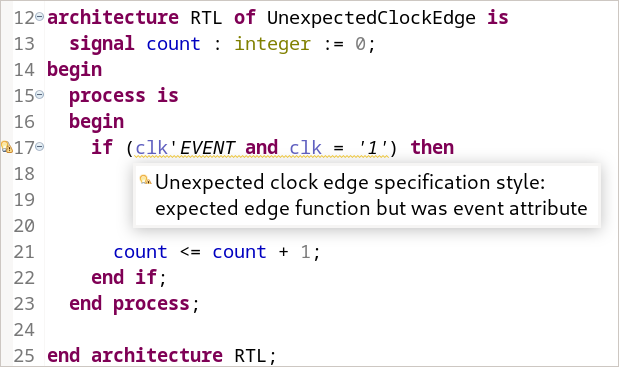 12 architecture RTL of UnexpectedClockEdge is
13   signal count : integer := 0;
14 begin
15   process is
16   begin
17     if (clk'EVENT and clk = '1') then
18
Unexpected clock edge specification style:
19
expected edge function but was event attribute
20
21       count <= count + 1;
22     end if;
23   end process;
24
25 end architecture RTL;